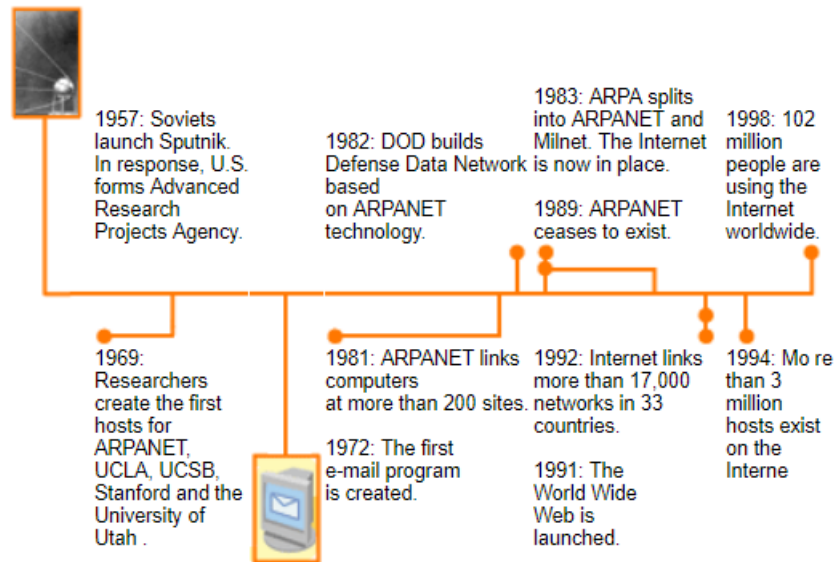 1957: Soviets
launch Sputnik.
In response, U.S.
forms Advanced
Research
Projects Agency.
1982: DOD builds
Defense Data Network
based
on ARPANET
technology.
1983: ARPA splits
into ARPANET and
Milnet. The Internet
is now in place.
1989: ARPANET
ceases to exist.
1998: 102
million
people are
using the
Internet
worldwide.
1969:
Researchers
create the first
hosts for
ARPANET,
UCLA, UCSB,
Stanford and the
University of
Utah .
1981: ARPANET links
computers
at more than 200 sites.
1972: The first
e-mail program
is created.
1992: Internet links
more than 17,000
networks in 33
countries.
1991: The
World Wide
Web is
launched.
1994: Mo re
than 3
million
hosts exist
on the
Interne